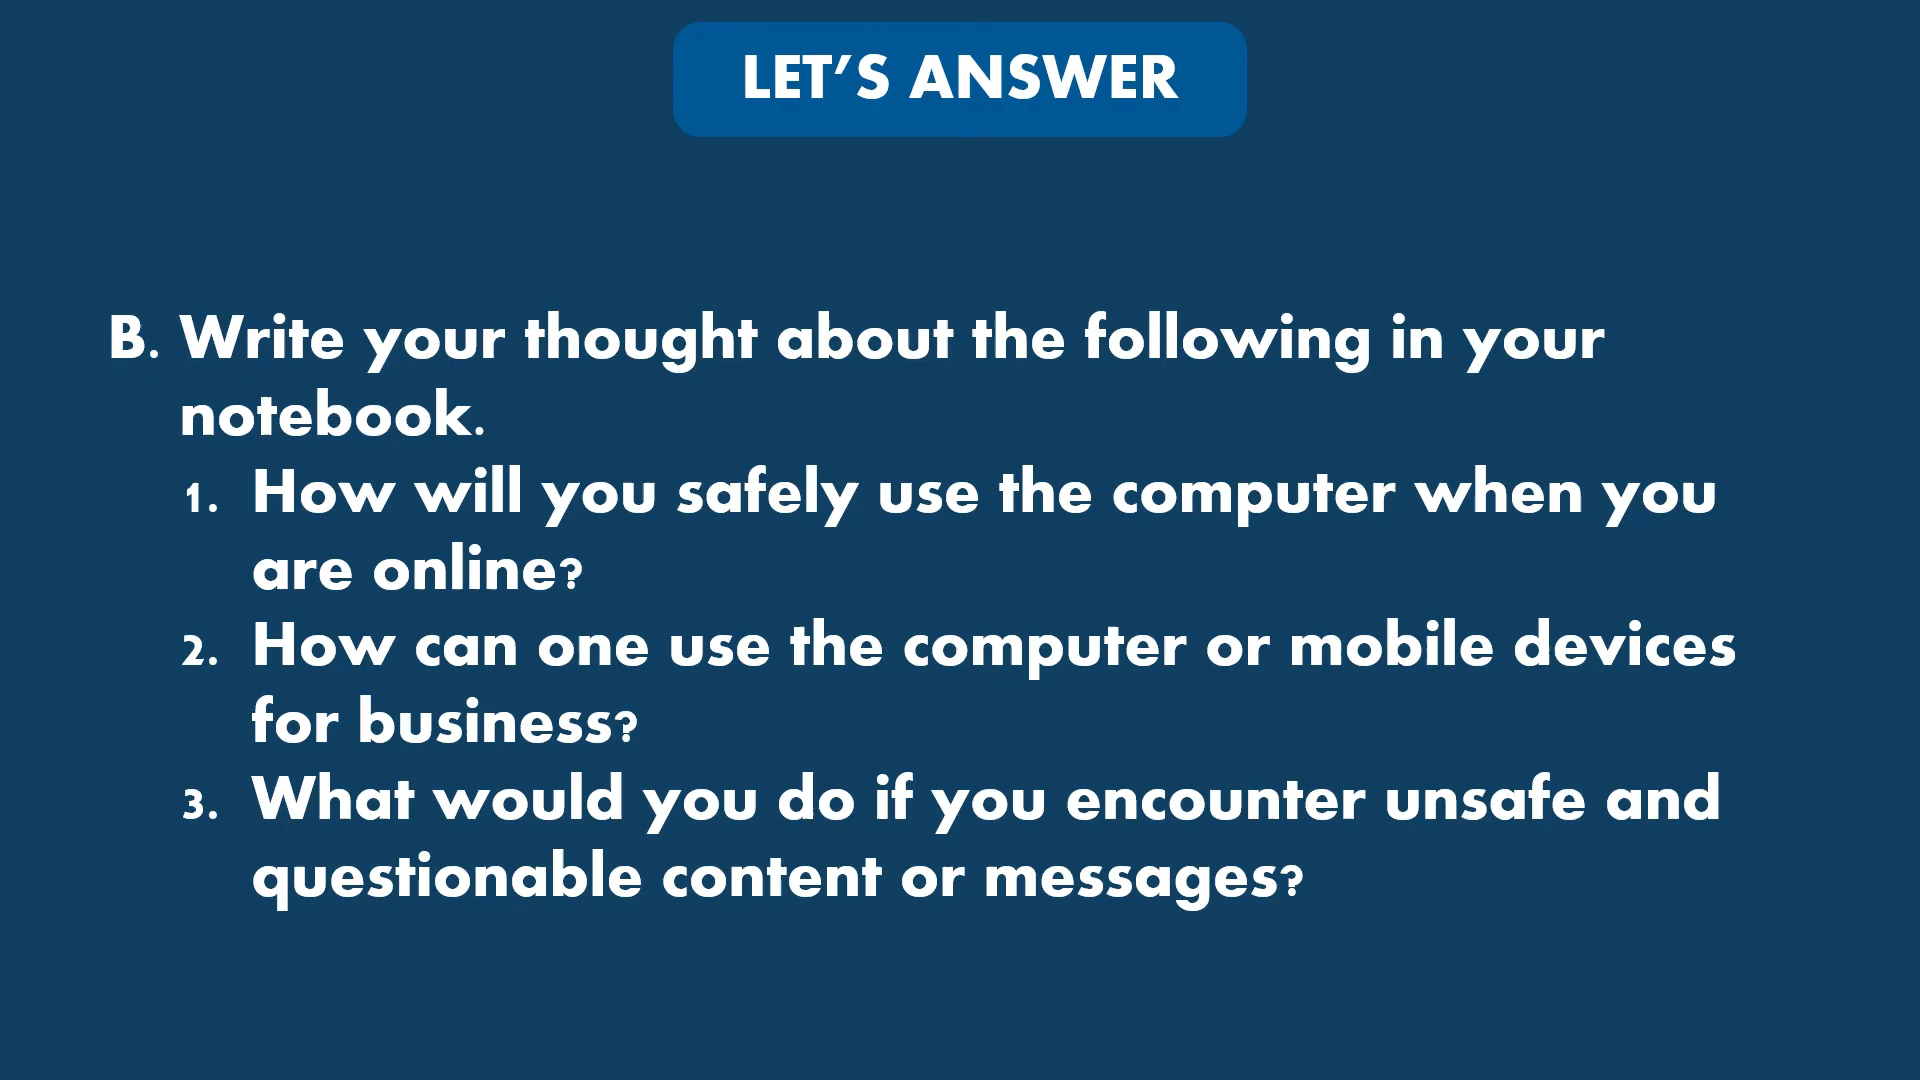 LET’S ANSWER
B. Write your thought about the following in your
notebook.
1. How will you safely use the computer when you
are online?
2. How can one use the computer or mobile devices
for business?
3. What would you do if you encounter unsafe and
questionable content or messages?